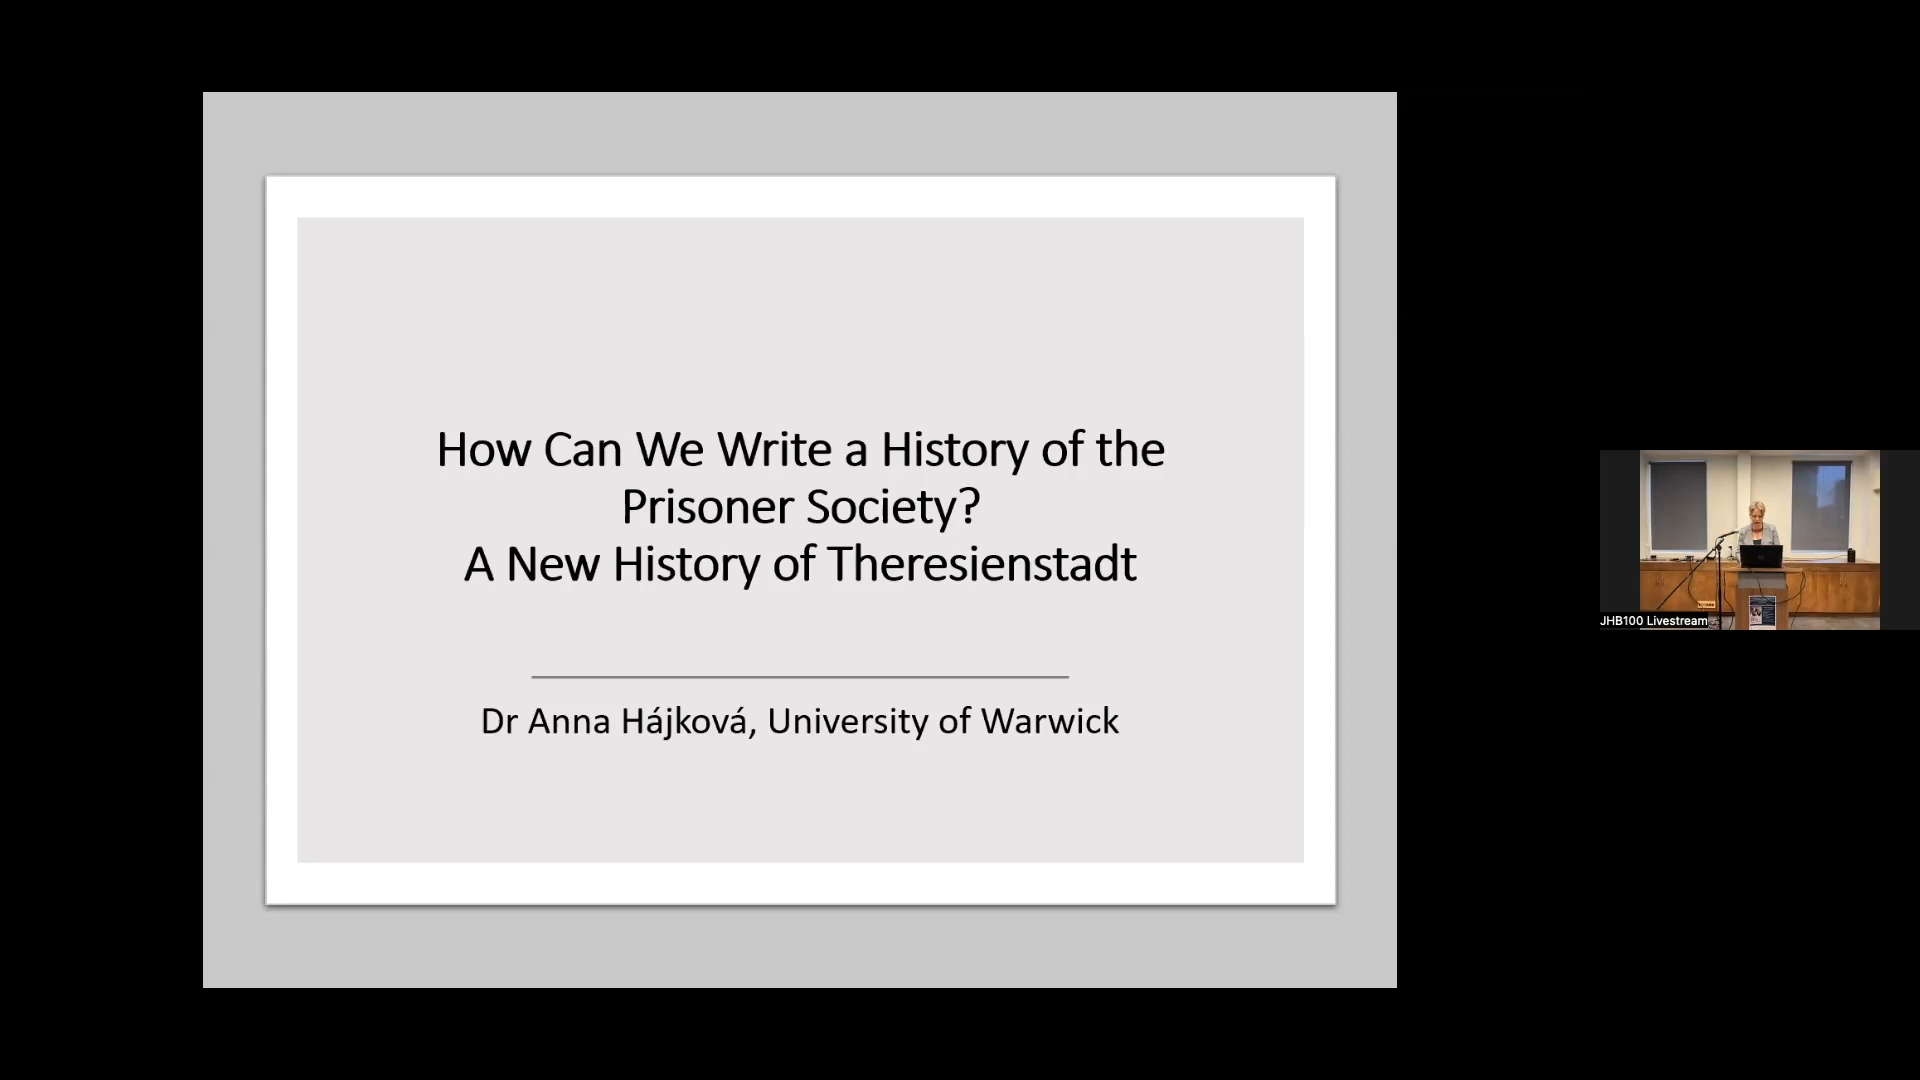 How Can We Write a History of the
Prisoner Society?
A New History of Theresienstadt
Dr Anna Hájková, University of Warwick
JHB100 Livestream